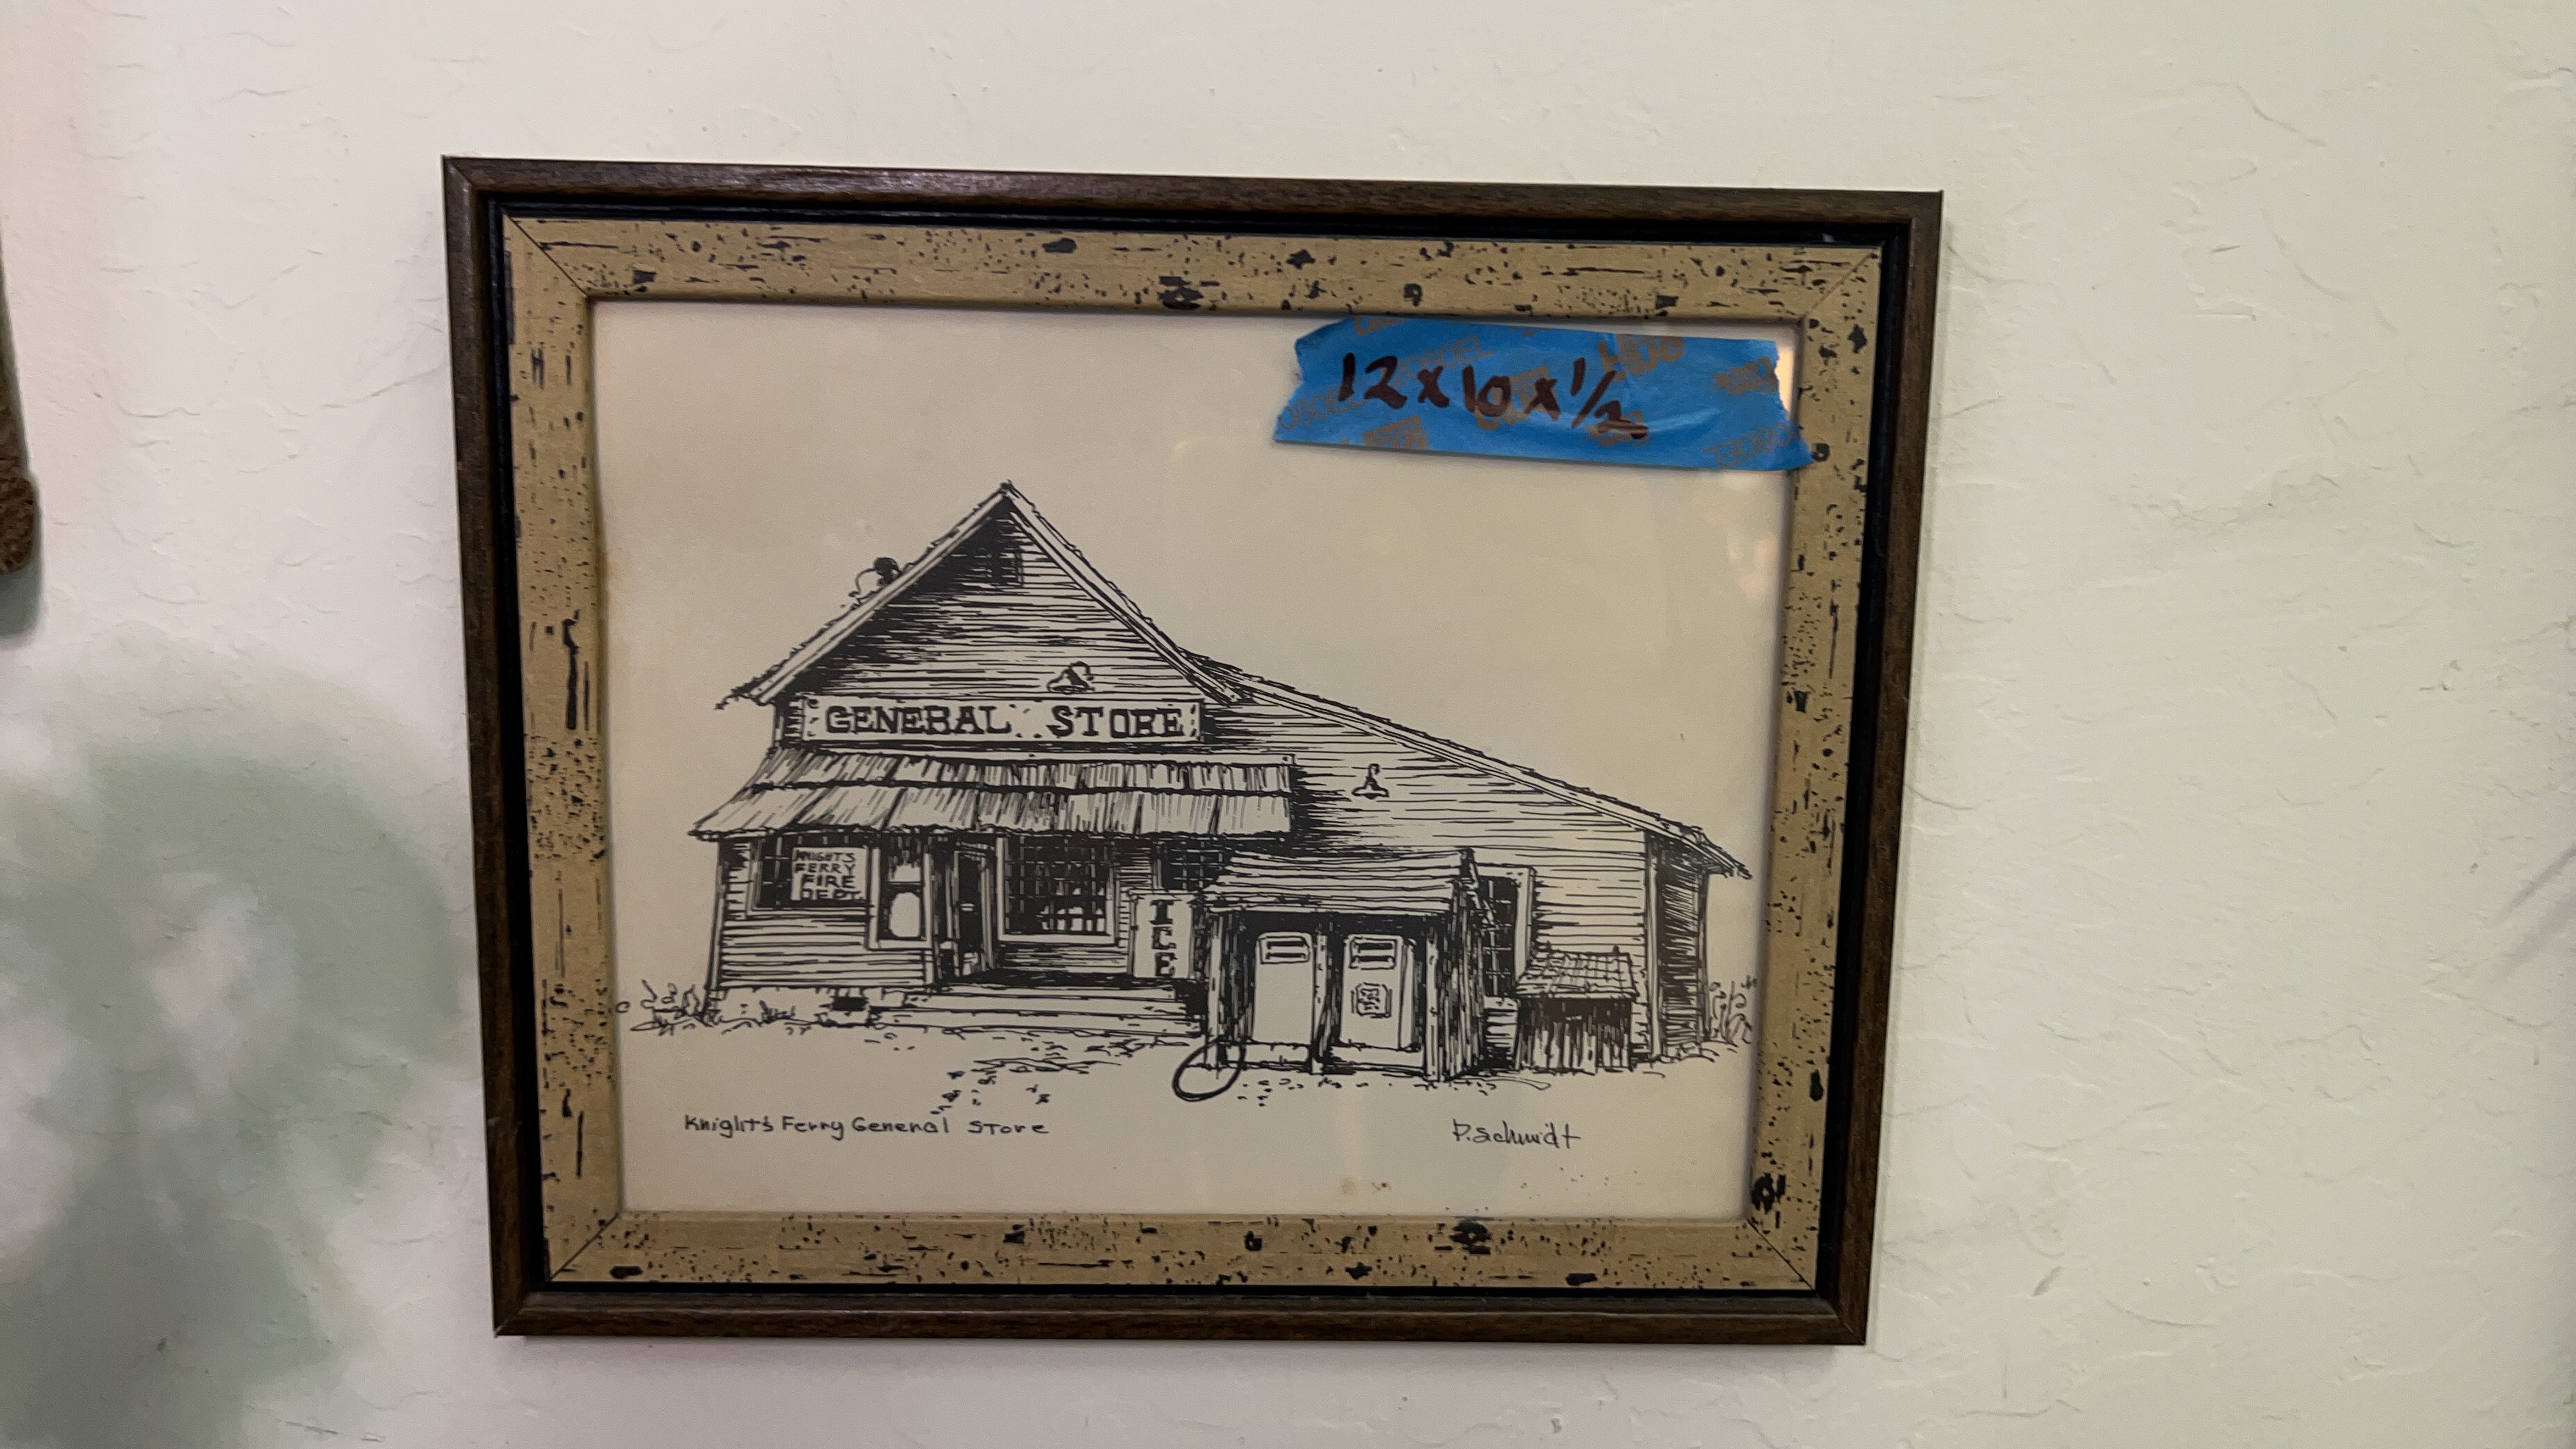 12 x 10 x 1/2
GENERAL STORE
KNIGHTS
FERRY
FIRE
DEPT.
ICE
Knight's Ferry General Store
P. Schmidt